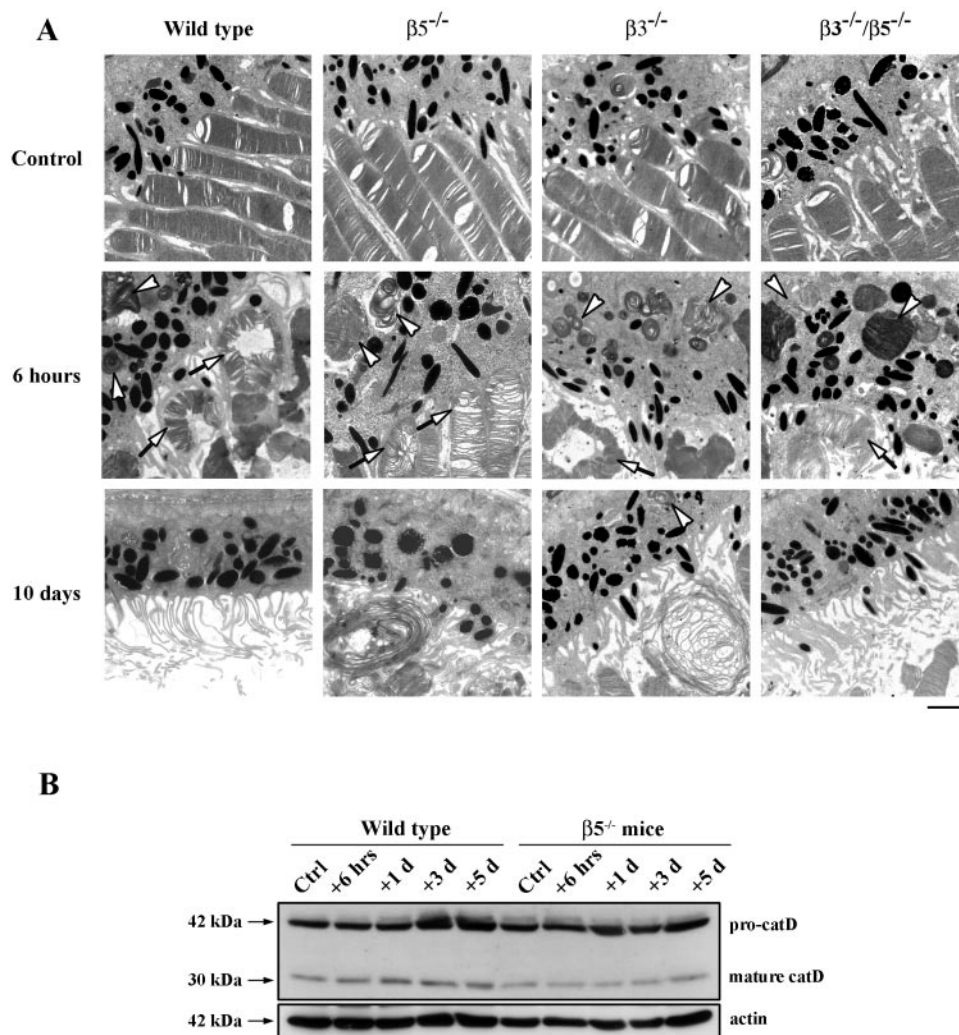 A
Wild type β5-/- β3-/- β3-/-/β5-/-
Control
6 hours
10 days
B
Wild type β5-/- mice
Ctrl +6 hrs +1 d +3 d +5 d Ctrl +6 hrs +1 d +3 d +5 d
42 kDa pro-catD
30 kDa mature catD
42 kDa actin